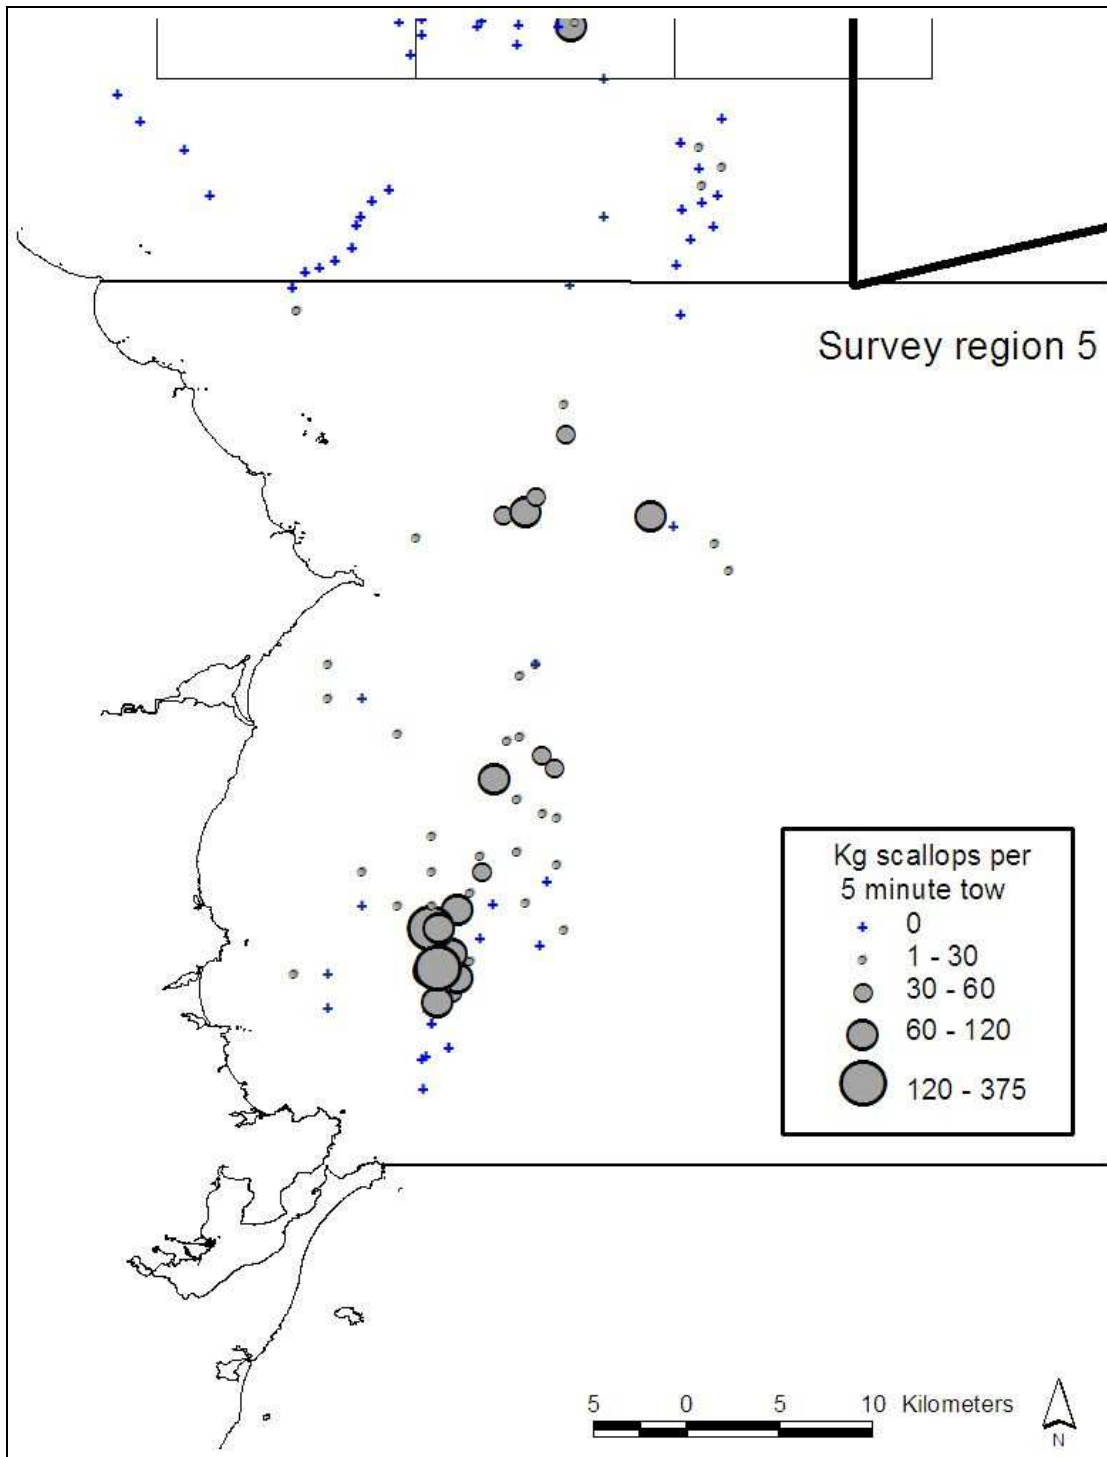 Survey region 5
Kg scallops per
5 minute tow
0
1 - 30
30 - 60
60 - 120
120 - 375
5 0 5 10 Kilometers
N